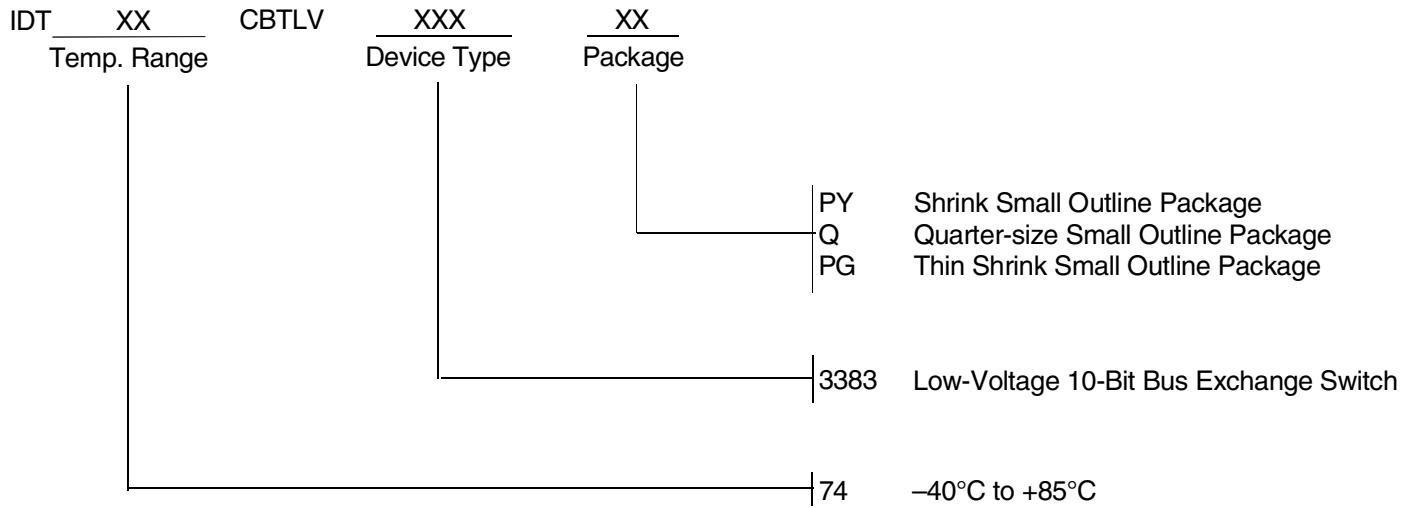 IDT XX CBTLV XXX XX
Temp. Range Device Type Package
PY Shrink Small Outline Package
Q Quarter-size Small Outline Package
PG Thin Shrink Small Outline Package
3383 Low-Voltage 10-Bit Bus Exchange Switch
74 –40°C to +85°C